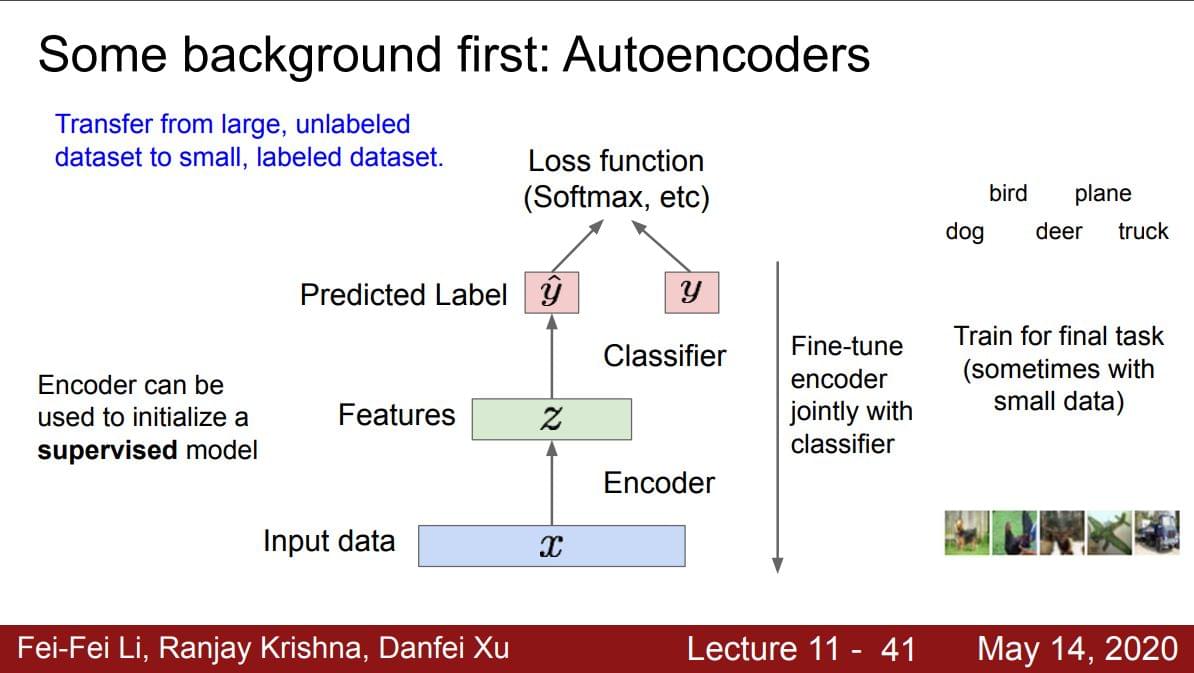 Some background first: Autoencoders
Transfer from large, unlabeled
dataset to small, labeled dataset.
Loss function
(Softmax, etc)
bird plane
dog deer truck
Predicted Label
ŷ
y
Classifier
Fine-tune
encoder
jointly with
classifier
Train for final task
(sometimes with
small data)
Encoder can be
used to initialize a
supervised model
Features
z
Encoder
Input data
x
Fei-Fei Li, Ranjay Krishna, Danfei Xu
Lecture 11 - 41
May 14, 2020